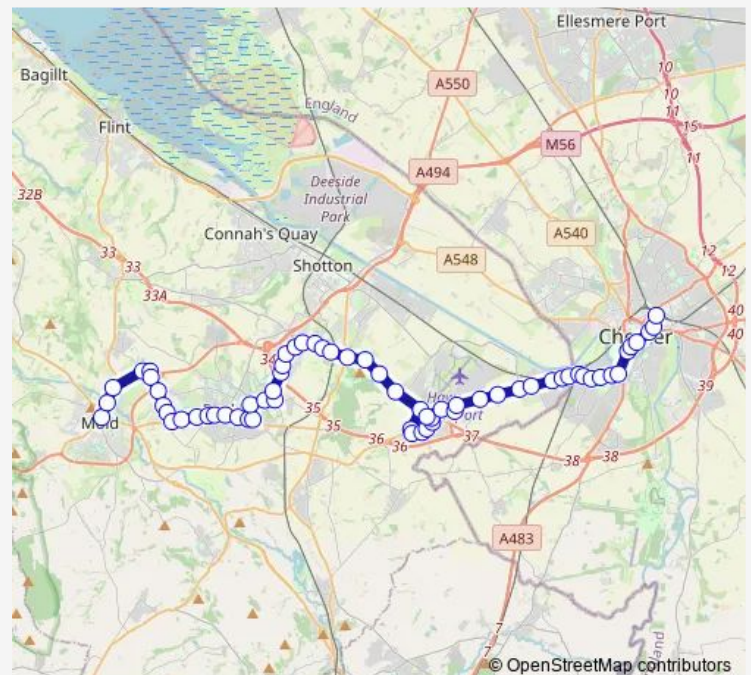 Ellesmere Port
Bagillt
10
A550
10
11
England
15
Flint
M56
11
A494
Deeside
Industrial
Park
32B
Connah's Quay
A540
12
33
33
A548
12
Shotton
33A
40
40
34
39
35
35
37
36
36
38
38
A483
7
7
© OpenStreetMap contributors